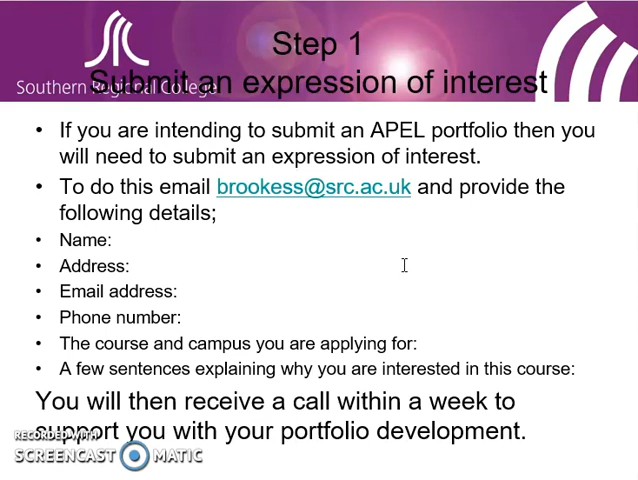 Step 1
Southern Regional College
Submit an expression of interest
• If you are intending to submit an APEL portfolio then you
will need to submit an expression of interest.
• To do this email brookess@src.ac.uk and provide the
following details;
• Name:
• Address:
• Email address:
• Phone number:
• The course and campus you are applying for:
• A few sentences explaining why you are interested in this course:
You will then receive a call within a week to
support you with your portfolio development.
RECORDED WITH
SCREENCAST MATIC